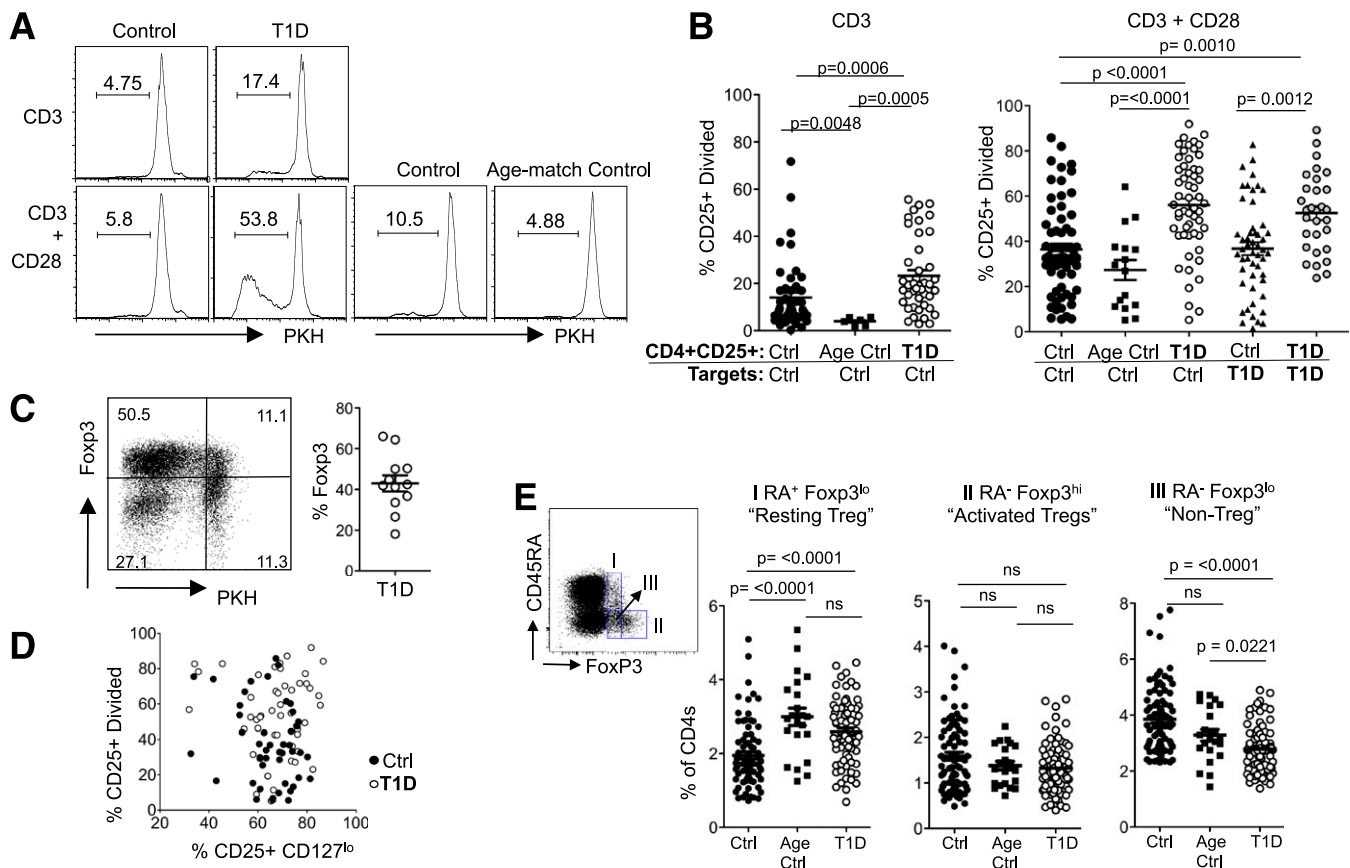 A
Control
T1D
CD3
4.75
17.4
CD3
+
CD28
5.8
53.8
Control
Age-match Control
10.5
4.88
PKH
PKH
B
CD3
p=0.0006
p=0.0005
p=0.0048
% CD25+ Divided
100
80
60
40
20
0
CD4+CD25+: Ctrl Age Ctrl T1D
Targets: Ctrl Ctrl Ctrl
CD3 + CD28
p= 0.0010
p <0.0001
p=<0.0001
p= 0.0012
% CD25+ Divided
100
80
60
40
20
0
Ctrl Age Ctrl T1D Ctrl T1D
Ctrl Ctrl Ctrl T1D T1D
C
Foxp3
50.5
11.1
27.1
11.3
PKH
% Foxp3
80
60
40
20
0
T1D
D
% CD25+ Divided
100
80
60
40
20
0
20 40 60 80 100
% CD25+ CD127lo
Ctrl
T1D
E
CD45RA
I
III
II
FoxP3
I RA+ Foxp3lo
“Resting Treg”
p= <0.0001
p= <0.0001
ns
% of CD4s
6
4
2
0
Ctrl Age Ctrl T1D
II RA- Foxp3hi
“Activated Tregs”
ns
ns
ns
5
4
3
2
1
0
Ctrl Age Ctrl T1D
III RA- Foxp3lo
“Non-Treg”
p = <0.0001
ns
p = 0.0221
8
6
4
2
0
Ctrl Age Ctrl T1D